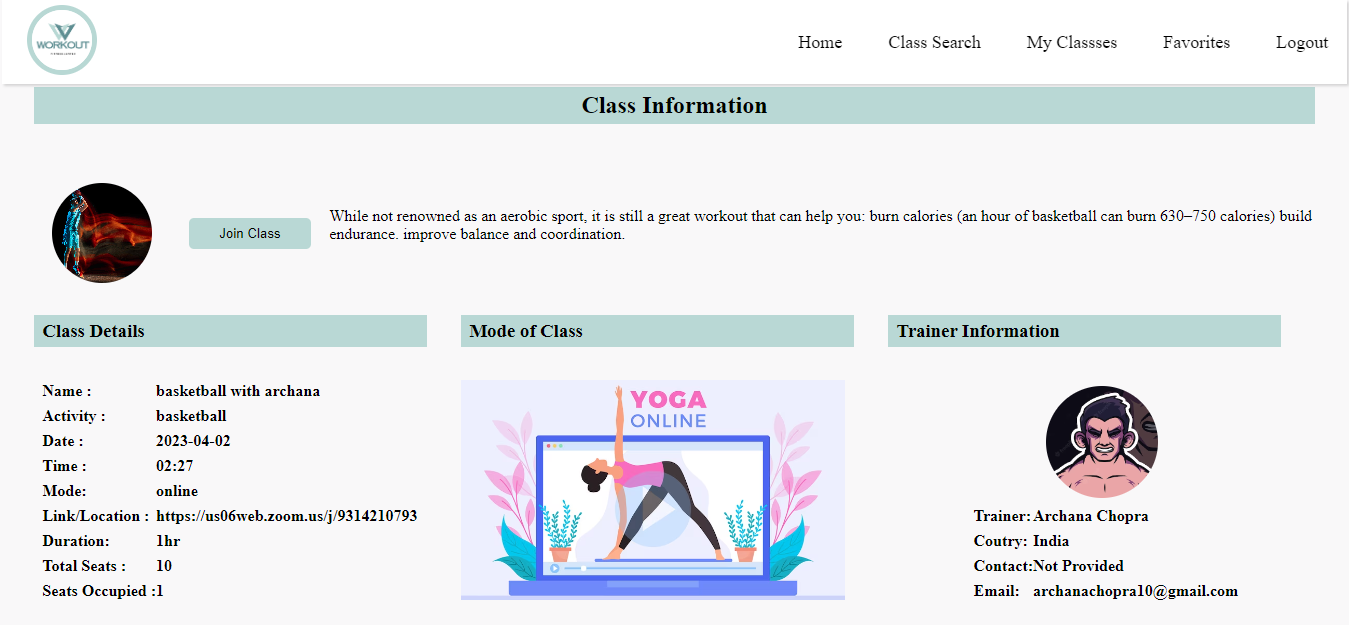 WORKOUT
Home Class Search My Classses Favorites Logout
Class Information
Join Class
While not renowned as an aerobic sport, it is still a great workout that can help you: burn calories (an hour of basketball can burn 630–750 calories) build
endurance. improve balance and coordination.
Class Details
Name : basketball with archana
Activity : basketball
Date : 2023-04-02
Time : 02:27
Mode: online
Link/Location : https://us06web.zoom.us/j/9314210793
Duration: 1hr
Total Seats : 10
Seats Occupied :1
Mode of Class
YOGA
ONLINE
Trainer Information
Trainer: Archana Chopra
Coutry: India
Contact:Not Provided
Email: archanachopra10@gmail.com